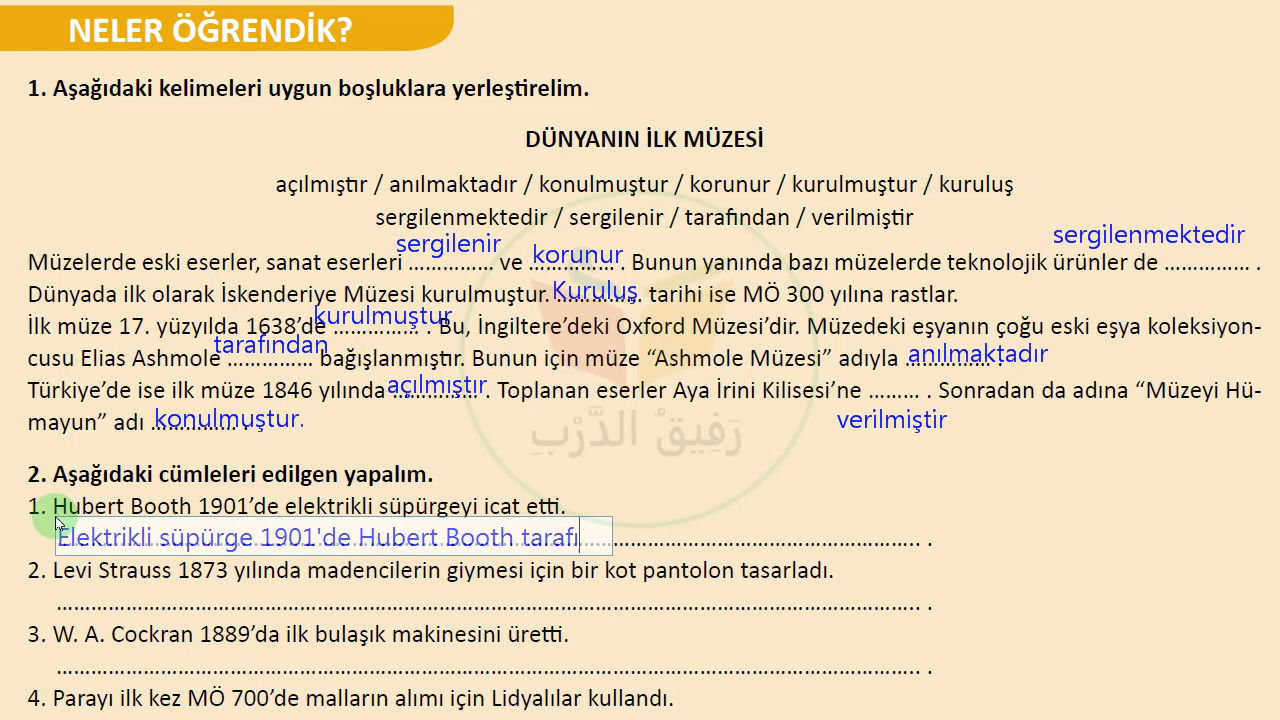 NELER ÖĞRENDİK?
1. Aşağıdaki kelimeleri uygun boşluklara yerleştirelim.
DÜNYANIN İLK MÜZESİ
açılmıştır / anılmaktadır / konulmuştur / korunur / kurulmuştur / kuruluş
sergilenmektedir / sergilenir / tarafından / verilmiştir
sergilenir korunur sergilenmektedir
Müzelerde eski eserler, sanat eserleri …………… ve …………… . Bunun yanında bazı müzelerde teknolojik ürünler de …………… .
Kuruluş
Dünyada ilk olarak İskenderiye Müzesi kurulmuştur. …………… tarihi ise MÖ 300 yılına rastlar.
kurulmuştur
İlk müze 17. yüzyılda 1638’de …………… . Bu, İngiltere’deki Oxford Müzesi’dir. Müzedeki eşyanın çoğu eski eşya koleksiyon-
tarafından anılmaktadır
cusu Elias Ashmole …………… bağışlanmıştır. Bunun için müze “Ashmole Müzesi” adıyla …………… .
açılmıştır
Türkiye’de ise ilk müze 1846 yılında …………… . Toplanan eserler Aya İrini Kilisesi’ne ……… . Sonradan da adına “Müzeyi Hü-
konulmuştur. verilmiştir
mayun” adı …………… .
رَفِيقُ الدَّرْبِ
2. Aşağıdaki cümleleri edilgen yapalım.
1. Hubert Booth 1901’de elektrikli süpürgeyi icat etti.
Elektrikli süpürge 1901'de Hubert Booth tarafı
2. Levi Strauss 1873 yılında madencilerin giymesi için bir kot pantolon tasarladı.
3. W. A. Cockran 1889’da ilk bulaşık makinesini üretti.
4. Parayı ilk kez MÖ 700’de malların alımı için Lidyalılar kullandı.